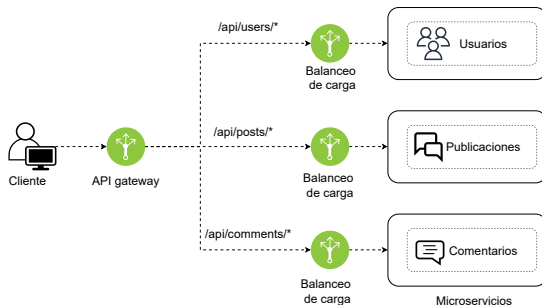 /api/users/*
Usuarios
Balanceo
de carga
/api/posts/*
Publicaciones
Cliente
API gateway
Balanceo
de carga
/api/comments/*
Comentarios
Balanceo
de carga
Microservicios